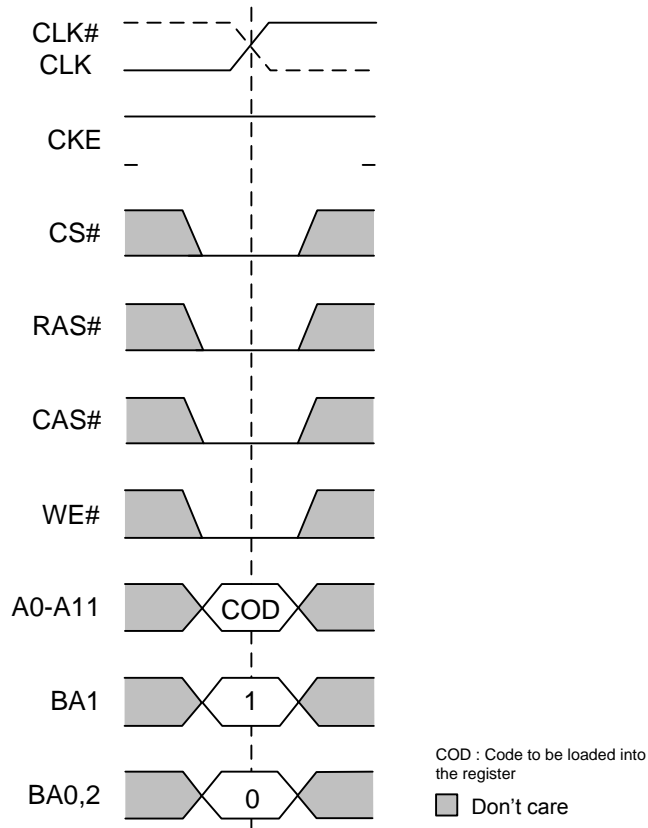 CLK#
CLK
CKE
CS#
RAS#
CAS#
WE#
A0-A11
COD
BA1
1
BA0,2
0
COD : Code to be loaded into
the register
Don't care